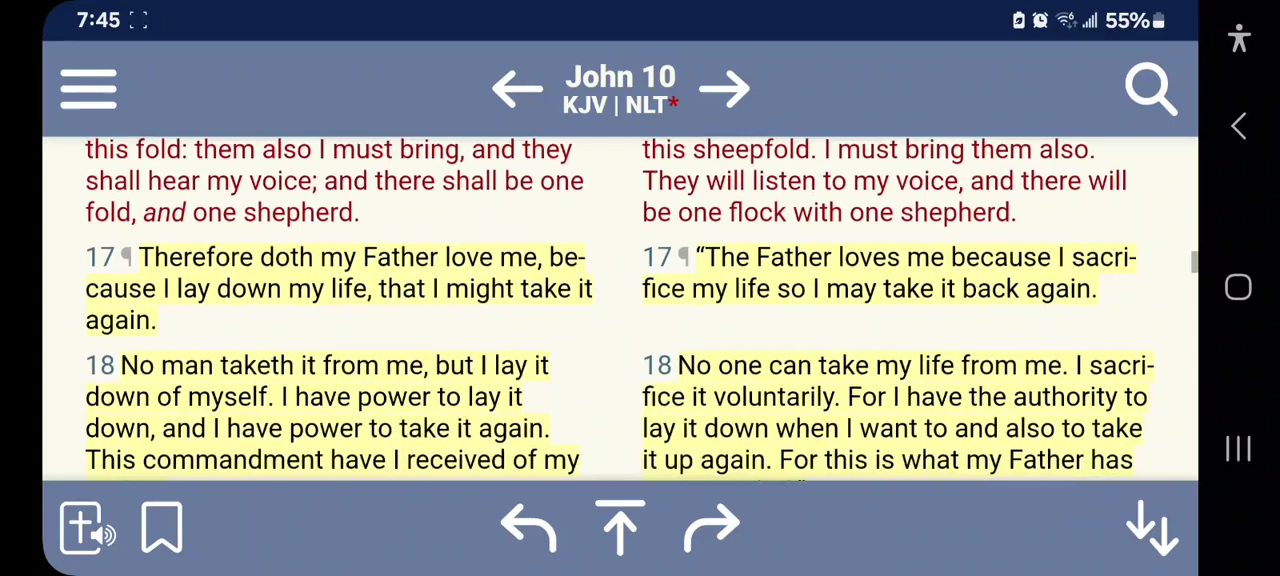 7:45
55%
John 10
KJV | NLT*
this fold: them also I must bring, and they
shall hear my voice; and there shall be one
fold, and one shepherd.
17 ¶ Therefore doth my Father love me, be-
cause I lay down my life, that I might take it
again.
18 No man taketh it from me, but I lay it
down of myself. I have power to lay it
down, and I have power to take it again.
This commandment have I received of my
this sheepfold. I must bring them also.
They will listen to my voice, and there will
be one flock with one shepherd.
17 ¶ “The Father loves me because I sacri-
fice my life so I may take it back again.
18 No one can take my life from me. I sacri-
fice it voluntarily. For I have the authority to
lay it down when I want to and also to take
it up again. For this is what my Father has